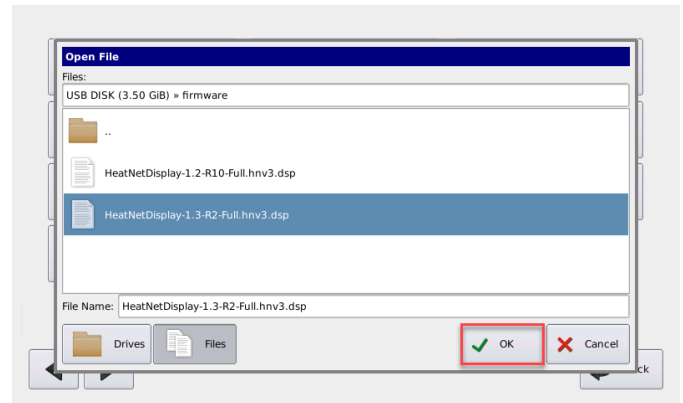 Open File
Files:
USB DISK (3.50 GiB) » firmware
..
HeatNetDisplay-1.2-R10-Full.hnv3.dsp
HeatNetDisplay-1.3-R2-Full.hnv3.dsp
File Name: HeatNetDisplay-1.3-R2-Full.hnv3.dsp
Drives Files OK Cancel
ck